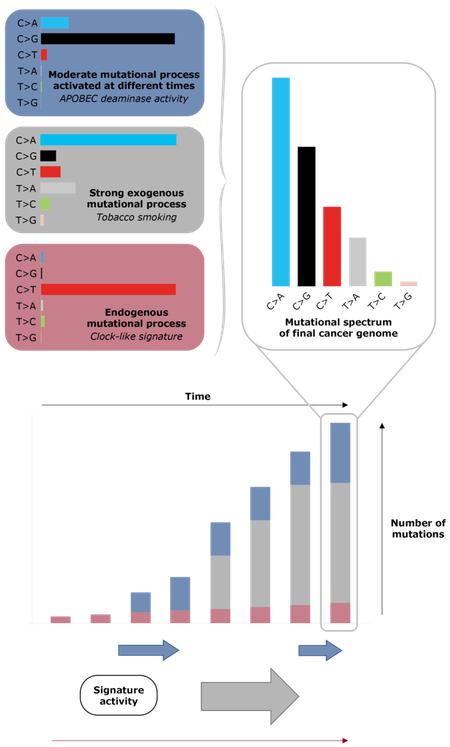 C>A
C>G
C>T
T>A
T>C
T>G
Moderate mutational process
activated at different times
APOBEC deaminase activity
C>A
C>G
C>T
T>A
T>C
T>G
Strong exogenous
mutational process
Tobacco smoking
C>A
C>G
C>T
T>A
T>C
T>G
Endogenous
mutational process
Clock-like signature
C>A
C>G
C>T
T>A
T>C
T>G
Mutational spectrum
of final cancer genome
Time
Number of
mutations
Signature
activity